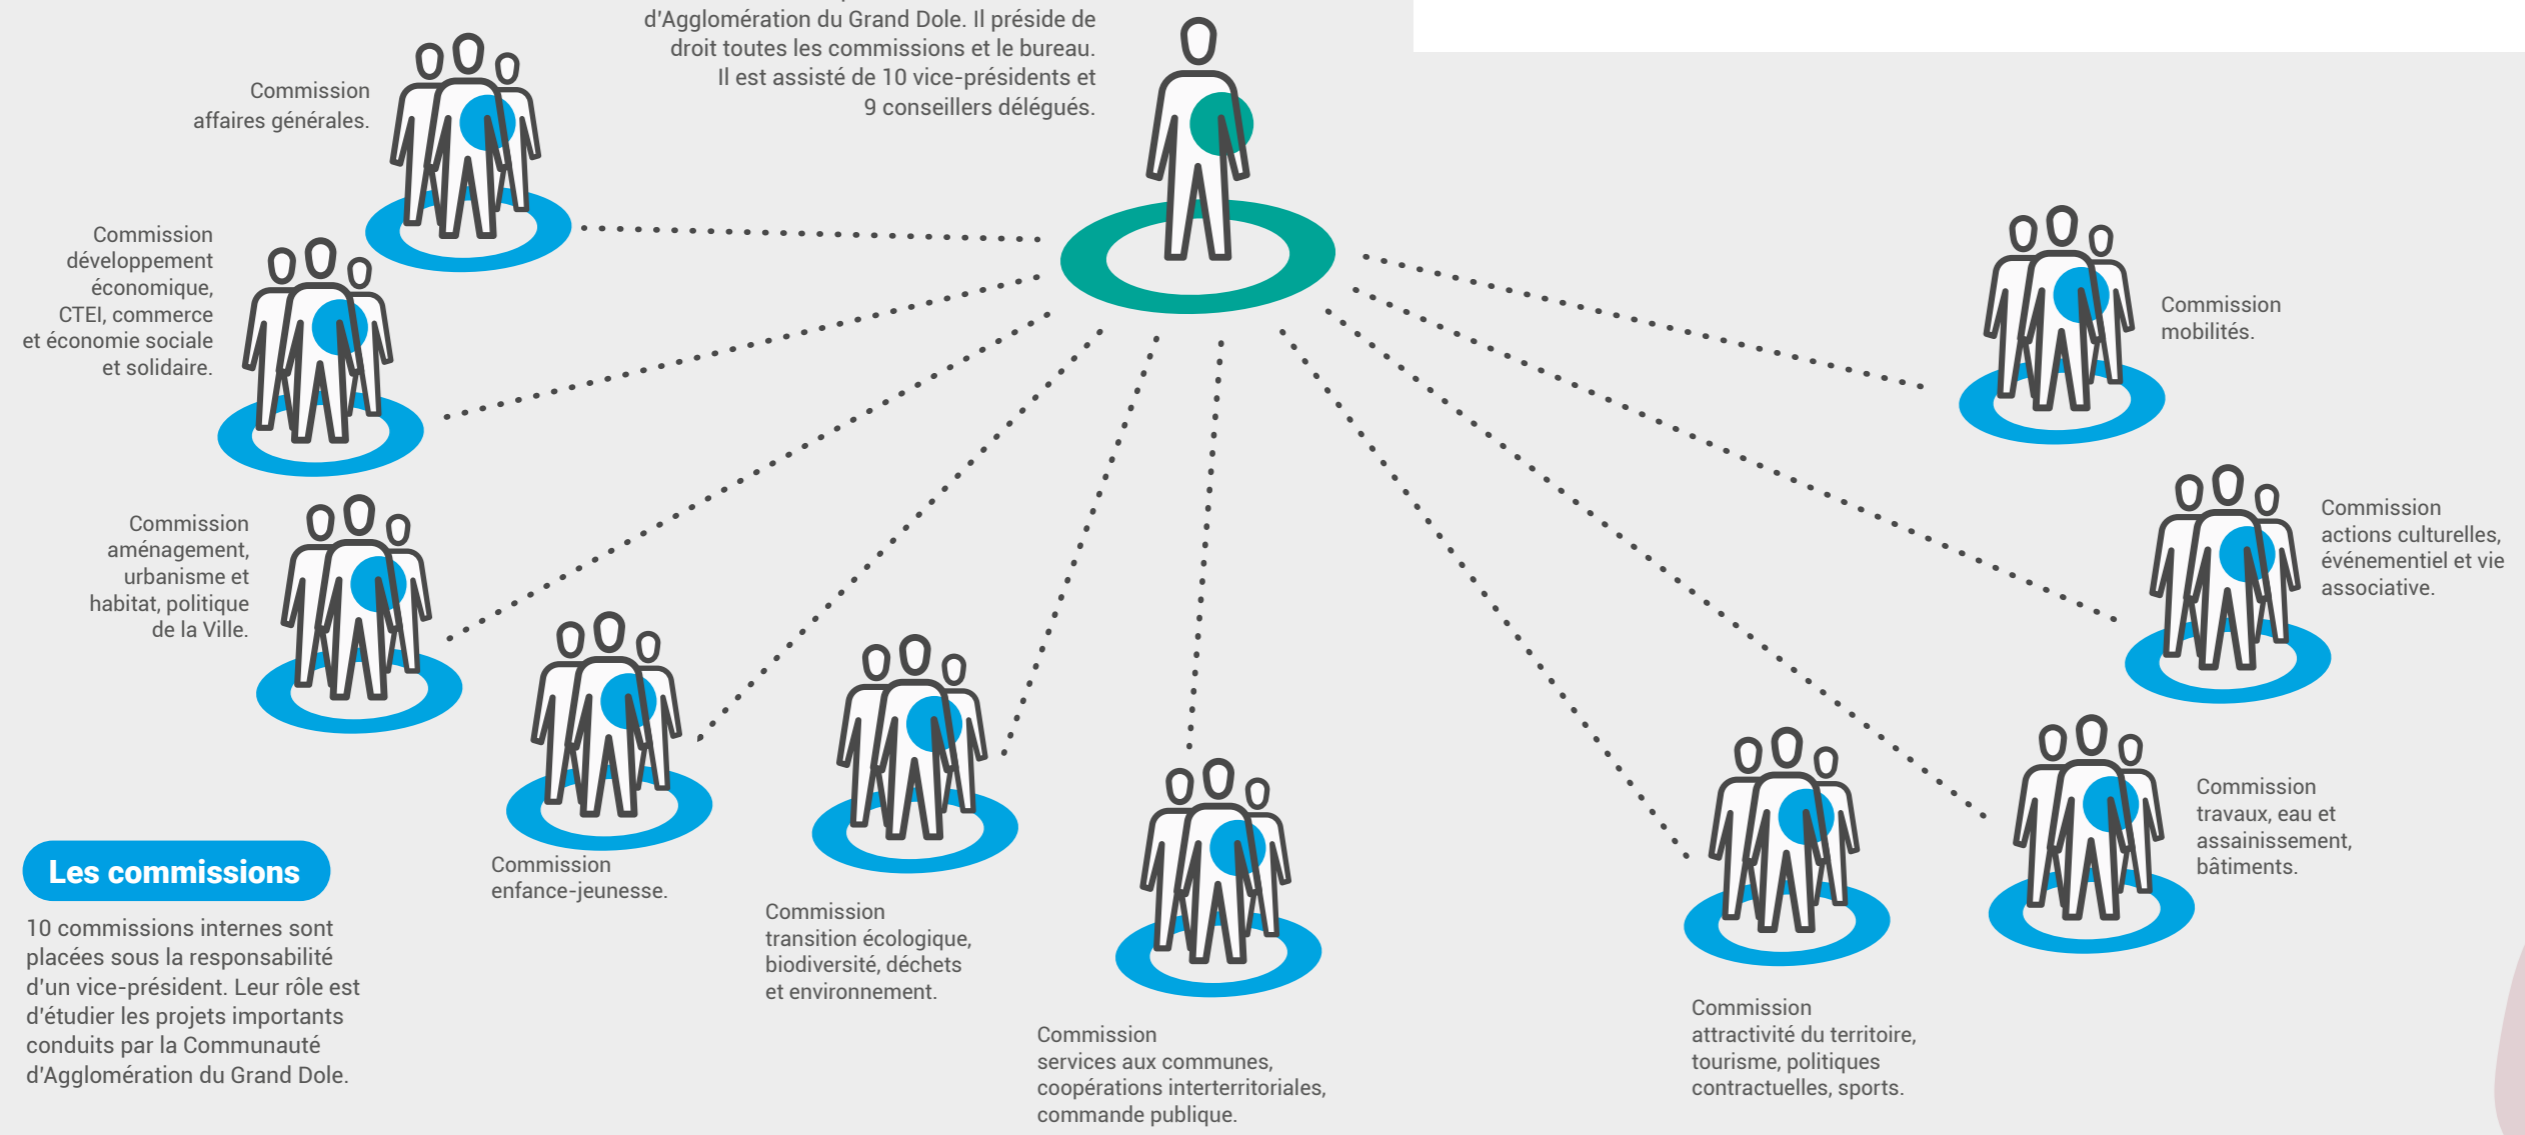 d'Agglomération du Grand Dole. Il préside de
droit toutes les commissions et le bureau.
Il est assisté de 10 vice-présidents et
9 conseillers délégués.
Commission
affaires générales.
Commission
développement
économique,
CTEI, commerce
et économie sociale
et solidaire.
Commission
aménagement,
urbanisme et
habitat, politique
de la Ville.
Commission
enfance-jeunesse.
Commission
transition écologique,
biodiversité, déchets
et environnement.
Commission
services aux communes,
coopérations interterritoriales,
commande publique.
Commission
attractivité du territoire,
tourisme, politiques
contractuelles, sports.
Commission
travaux, eau et
assainissement,
bâtiments.
Commission
actions culturelles,
événementiel et vie
associative.
Commission
mobilités.
Les commissions
10 commissions internes sont
placées sous la responsabilité
d'un vice-président. Leur rôle est
d'étudier les projets importants
conduits par la Communauté
d'Agglomération du Grand Dole.